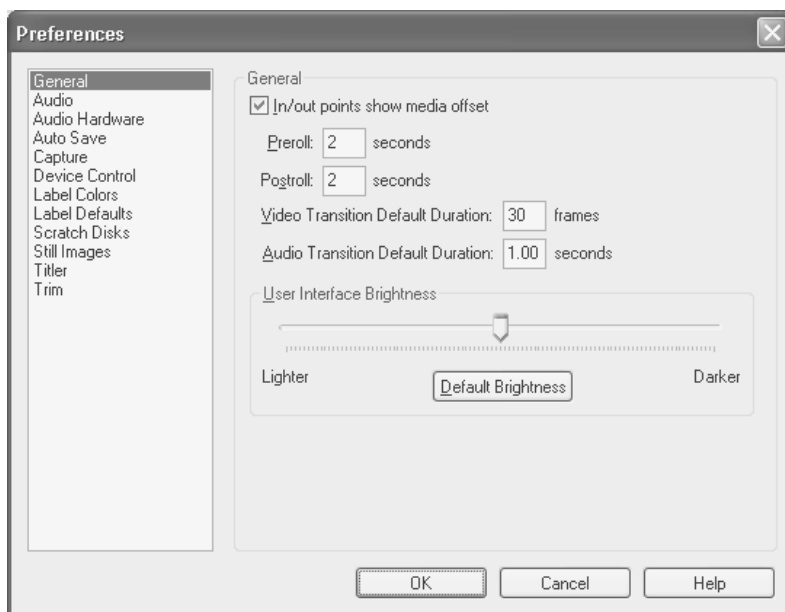 Preferences
General
Audio
Audio Hardware
Auto Save
Capture
Device Control
Label Colors
Label Defaults
Scratch Disks
Still Images
Titler
Trim
General
In/out points show media offset
Preroll: 2 seconds
Postroll: 2 seconds
Video Transition Default Duration: 30 frames
Audio Transition Default Duration: 1.00 seconds
User Interface Brightness
Lighter
Darker
Default Brightness
OK
Cancel
Help